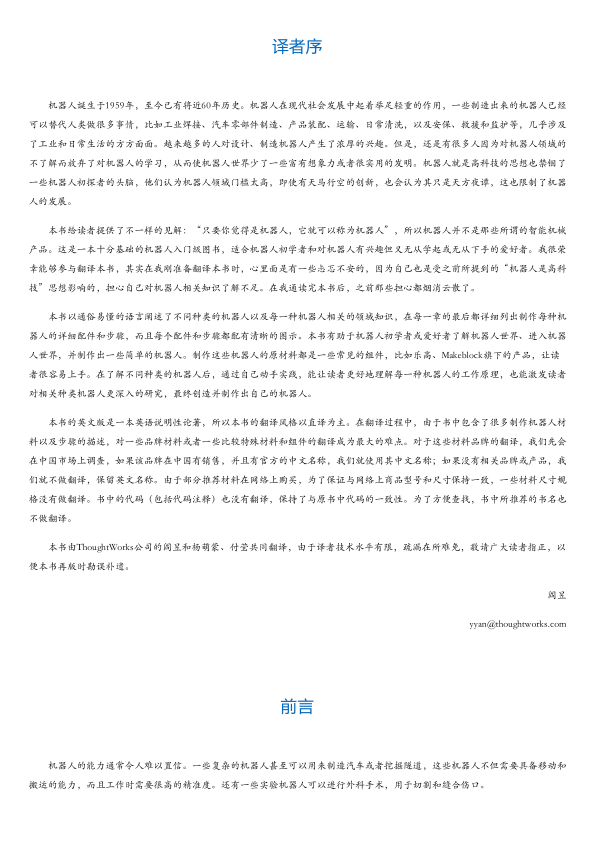 译者序
机器人诞生于1959年，至今已有将近60年历史。机器人在现代社会发展中起着举足轻重的作用，一些制造出来的机器人已经
可以替代人类做很多事情，比如工业焊接、汽车零部件制造、产品装配、运输、日常清洗，以及安保、救援和监护等，几乎涉及
了工业和日常生活的方方面面。越来越多的人对设计、制造机器人产生了浓厚的兴趣。但是，还是有很多人因为对机器人领域的
不了解而放弃了对机器人的学习，从而使机器人世界少了一些富有想象力或者很实用的发明。机器人就是高科技的思想也禁锢了
一些机器人初探者的头脑，他们认为机器人领域门槛太高，即使有天马行空的创新，也会认为其只是天方夜谭，这也限制了机器
人的发展。
本书给读者提供了不一样的见解：“只要你觉得是机器人，它就可以称为机器人”，所以机器人并不是那些所谓的智能机械
产品。这是一本十分基础的机器人入门级图书，适合机器人初学者和对机器人有兴趣但又无从学起或无从下手的爱好者。我很荣
幸能够参与翻译本书，其实在我刚准备翻译本书时，心里面是有一些忐忑不安的，因为自己也是受之前所提到的“机器人是高科
技”思想影响的，担心自己对机器人相关知识了解不足。在我通读完本书后，之前那些担心都烟消云散了。
本书以通俗易懂的语言阐述了不同种类的机器人以及每一种机器人相关的领域知识，在每一章的最后都详细列出制作每种机
器人的详细配件和步骤，而且每个配件和步骤都配有清晰的图示。本书有助于机器人初学者或爱好者了解机器人世界、进入机器
人世界，并制作出一些简单的机器人。制作这些机器人的原材料都是一些常见的组件，比如乐高、Makeblock旗下的产品，让读
者很容易上手。在了解不同种类的机器人后，通过自己动手实践，能让读者更好地理解每一种机器人的工作原理，也能激发读者
对相关种类机器人更深入的研究，最终创造并制作出自己的机器人。
本书的英文版是一本英语说明性论著，所以本书的翻译风格以直译为主。在翻译过程中，由于书中包含了很多制作机器人材
料以及步骤的描述，对一些品牌材料或者一些比较特殊材料和组件的翻译成为最大的难点。对于这些材料品牌的翻译，我们先会
在中国市场上调查，如果该品牌在中国有销售，并且有官方的中文名称，我们就使用其中文名称；如果没有相关品牌或产品，我
们就不做翻译，保留英文名称。由于部分推荐材料在网络上购买，为了保证与网络上商品型号和尺寸保持一致，一些材料尺寸规
格没有做翻译。书中的代码（包括代码注释）也没有翻译，保持了与原书中代码的一致性。为了方便查找，书中所推荐的书名也
不做翻译。
本书由ThoughtWorks公司的阎昱和杨萌蒙、付莹共同翻译，由于译者技术水平有限，疏漏在所难免，敬请广大读者指正，以
便本书再版时勘误补遗。
阎昱
yyan@thoughtworks.com
前言
机器人的能力通常令人难以置信。一些复杂的机器人甚至可以用来制造汽车或者挖掘隧道，这些机器人不但需要具备移动和
搬运的能力，而且工作时需要很高的精准度。还有一些实验机器人可以进行外科手术，用于切割和缝合伤口。